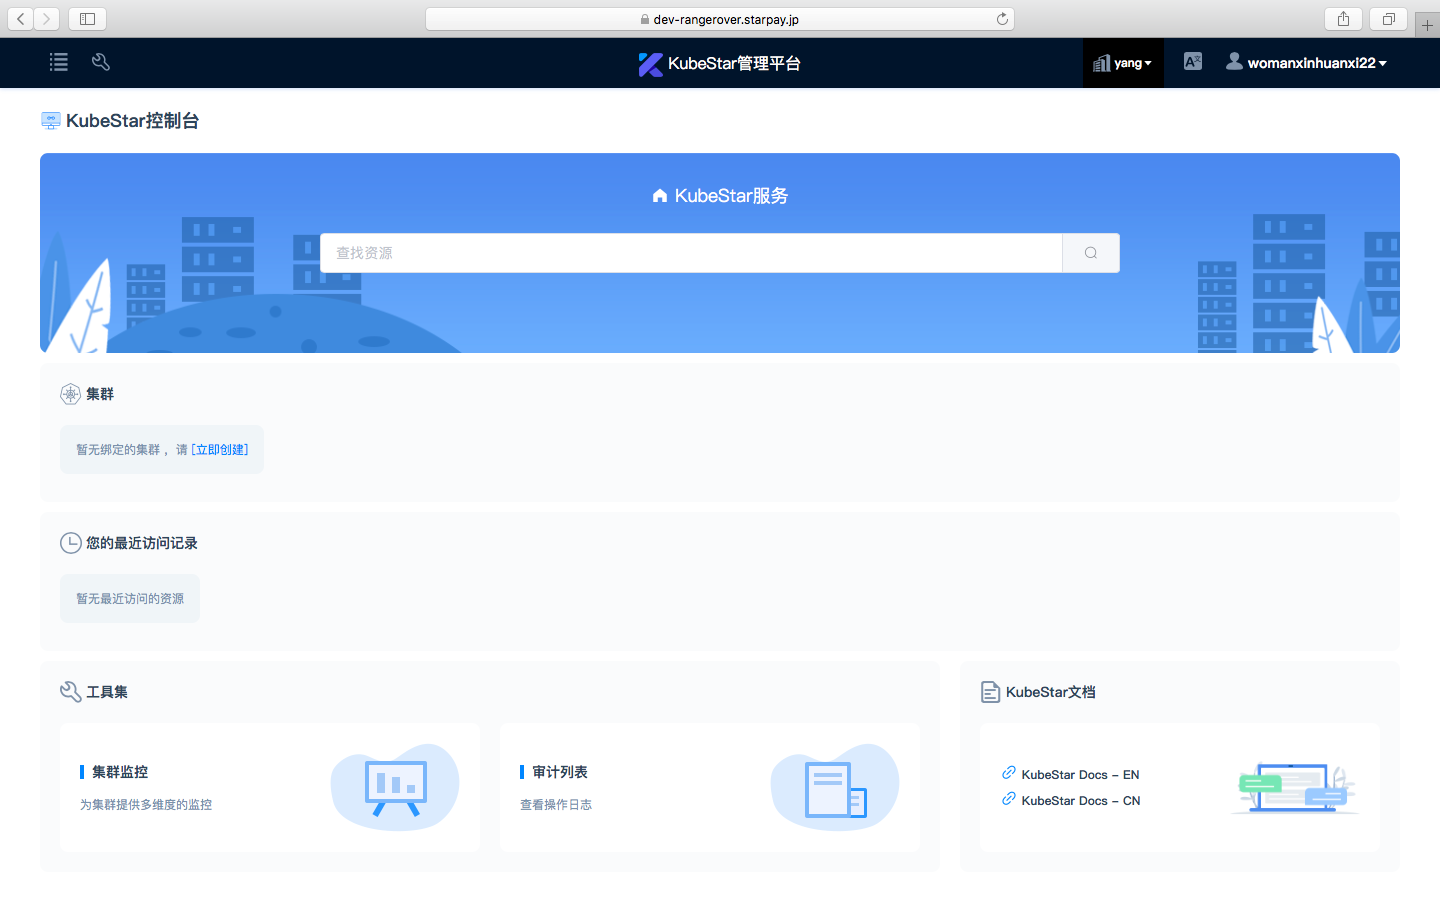 dev-rangerover.starpay.jp
KubeStar管理平台
yang
womanxinhuanxi22
KubeStar控制台
KubeStar服务
查找资源
集群
暂无绑定的集群，请 [立即创建]
您的最近访问记录
暂无最近访问的资源
工具集
集群监控
为集群提供多维度的监控
审计列表
查看操作日志
KubeStar文档
KubeStar Docs - EN
KubeStar Docs - CN